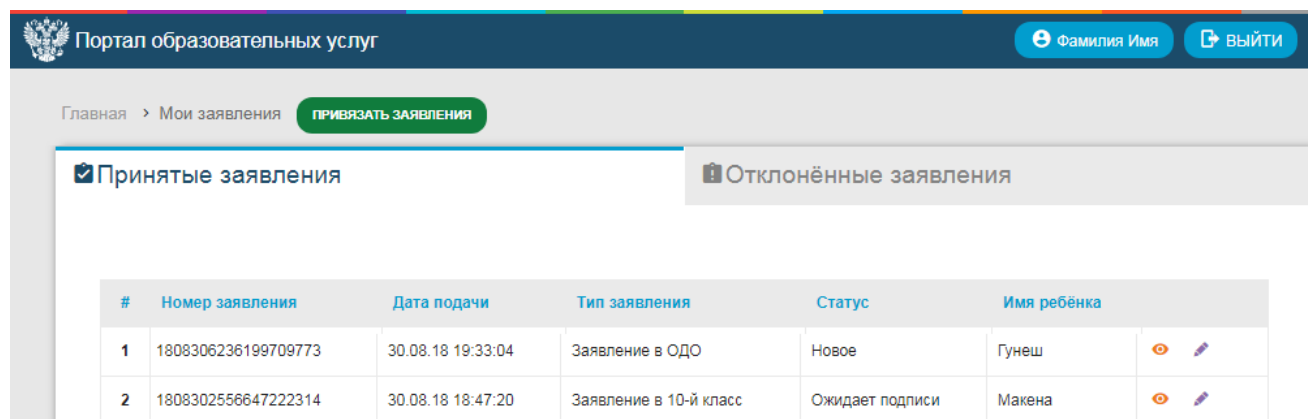 Портал образовательных услуг Фамилия Имя ВЫЙТИ
Главная > Мои заявления ПРИВЯЗАТЬ ЗАЯВЛЕНИЯ
Принятые заявления Отклонённые заявления
# Номер заявления Дата подачи Тип заявления Статус Имя ребёнка
1 1808306236199709773 30.08.18 19:33:04 Заявление в ОДО Новое Гунеш
2 1808302556647222314 30.08.18 18:47:20 Заявление в 10-й класс Ожидает подписи Макена